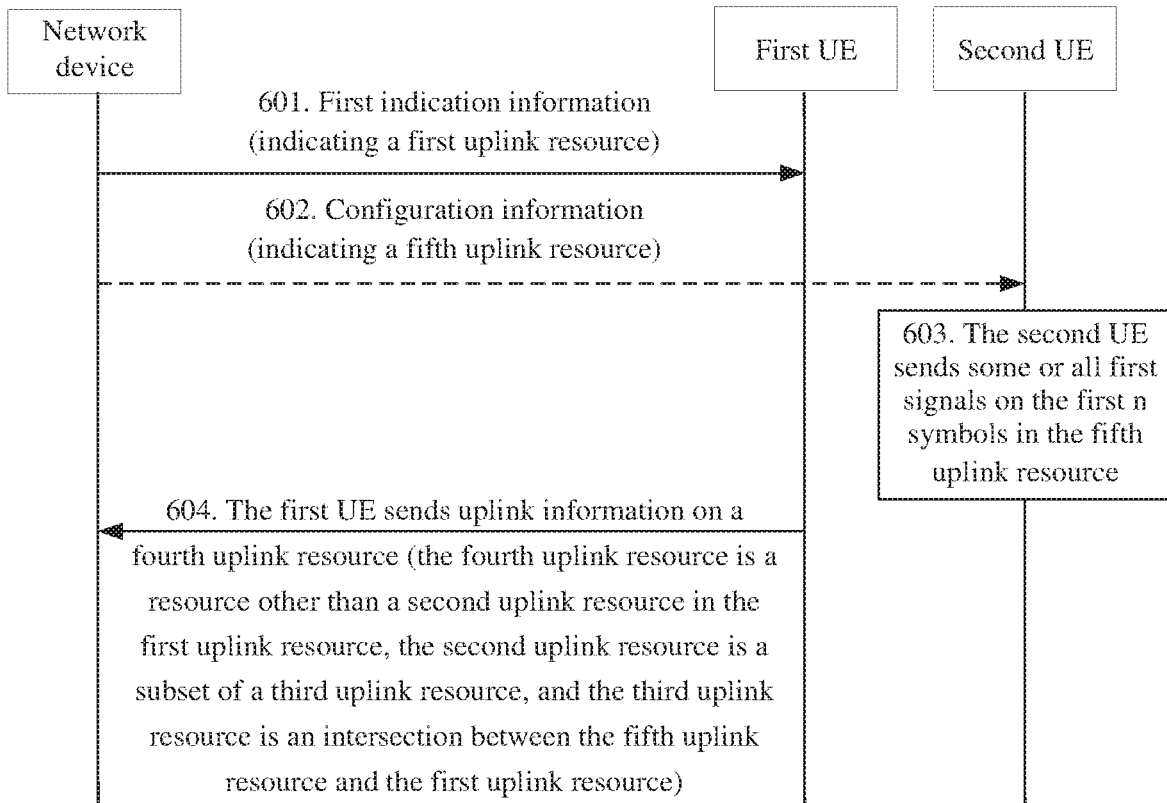 Network
device
First UE
Second UE
601. First indication information
(indicating a first uplink resource)
602. Configuration information
(indicating a fifth uplink resource)
603. The second UE
sends some or all first
signals on the first n
symbols in the fifth
uplink resource
604. The first UE sends uplink information on a
fourth uplink resource (the fourth uplink resource is a
resource other than a second uplink resource in the
first uplink resource, the second uplink resource is a
subset of a third uplink resource, and the third uplink
resource is an intersection between the fifth uplink
resource and the first uplink resource)